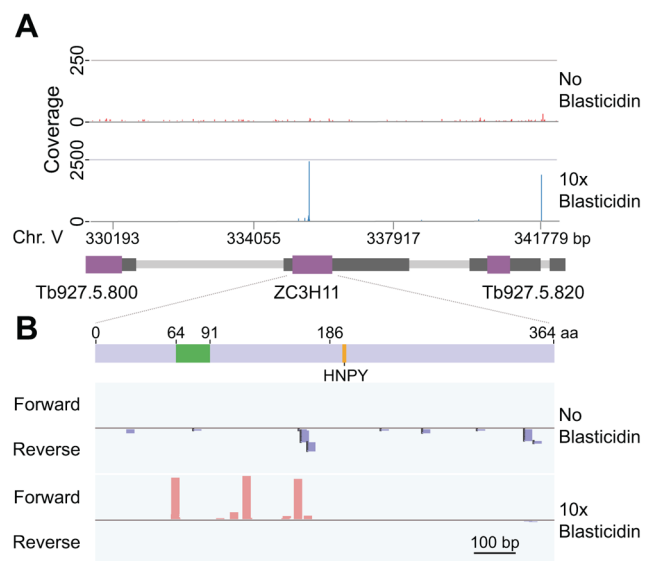 A
250
0
Coverage
No
Blasticidin
2500
0
10x
Blasticidin
Chr. V 330193 334055 337917 341779 bp
Tb927.5.800 ZC3H11 Tb927.5.820
B
0 64 91 186 364 aa
HNPY
Forward
Reverse
No
Blasticidin
Forward
Reverse
10x
Blasticidin
100 bp